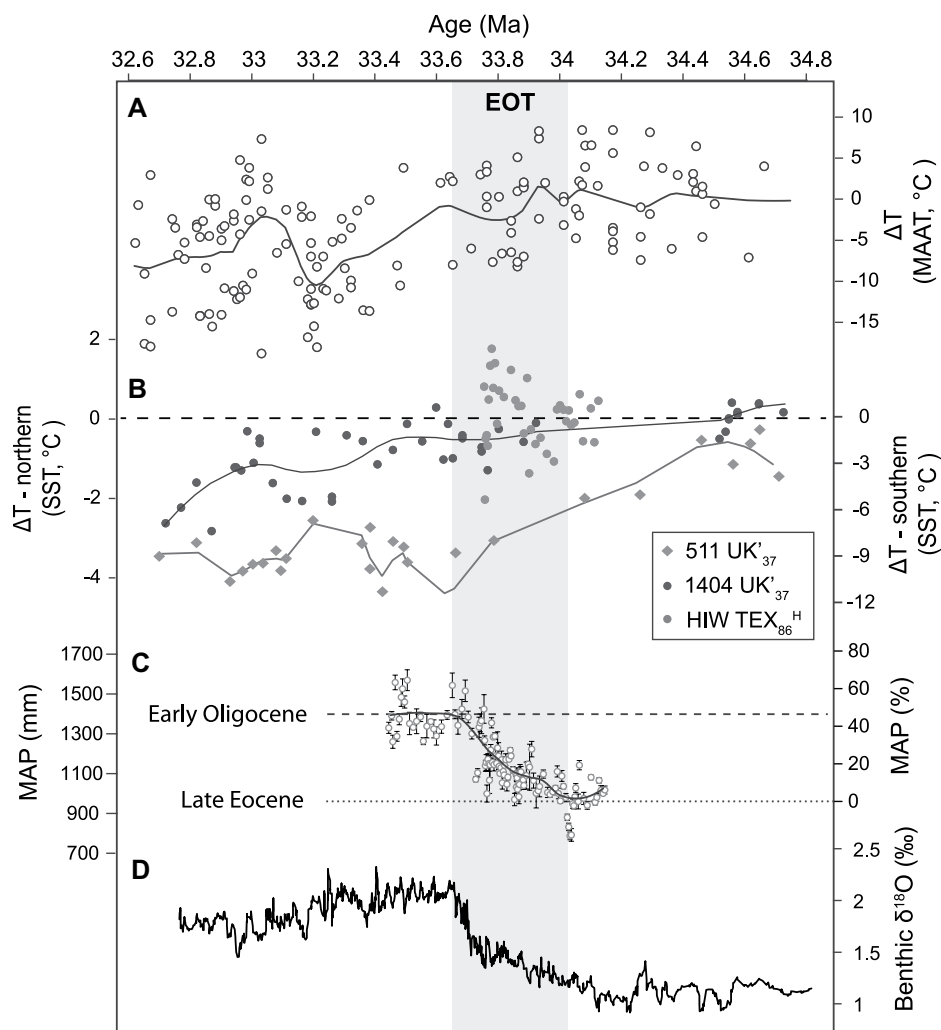 Age (Ma)
32.6 33 33.2 33.4 33.6 33.8 34 34.2 34.4 34.6 34.8
EOT
A
10
5
0
-5
-10
-15
ΔT
(MAAT, °C)
B
2
0
-2
-4
ΔT - northern
(SST, °C)
0
-3
-6
-9
-12
ΔT - southern
(SST, °C)
511 UK'37
1404 UK'37
HIW TEX86H
C
1700
1500
1300
1100
900
700
MAP (mm)
Early Oligocene
Late Eocene
80
60
40
20
0
MAP (%)
D
2.5
2
1.5
1
Benthic δ18O (‰)